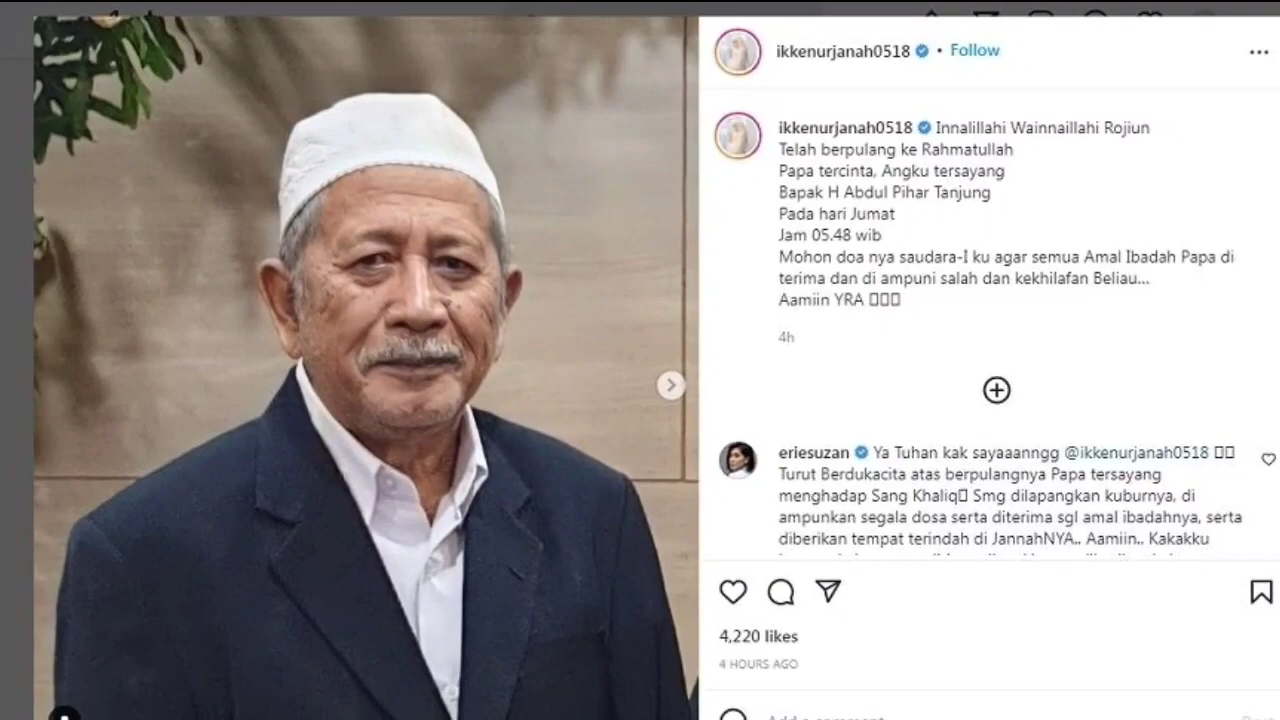 ikkenurjanah0518 • Follow
ikkenurjanah0518 Innalillahi Wainnaillahi Rojiun
Telah berpulang ke Rahmatullah
Papa tercinta, Angku tersayang
Bapak H Abdul Pihar Tanjung
Pada hari Jumat
Jam 05.48 wib
Mohon doa nya saudara-I ku agar semua Amal Ibadah Papa di
terima dan di ampuni salah dan kekhilafan Beliau...
Aamiin YRA
4h
eriesuzan Ya Tuhan kak sayaaanngg @ikkenurjanah0518
Turut Berdukacita atas berpulangnya Papa tersayang
menghadap Sang Khaliq Smg dilapangkan kuburnya, di
ampunkan segala dosa serta diterima sgl amal ibadahnya, serta
diberikan tempat terindah di JannahNYA.. Aamiin.. Kakakku
4,220 likes
4 HOURS AGO
Add a comment